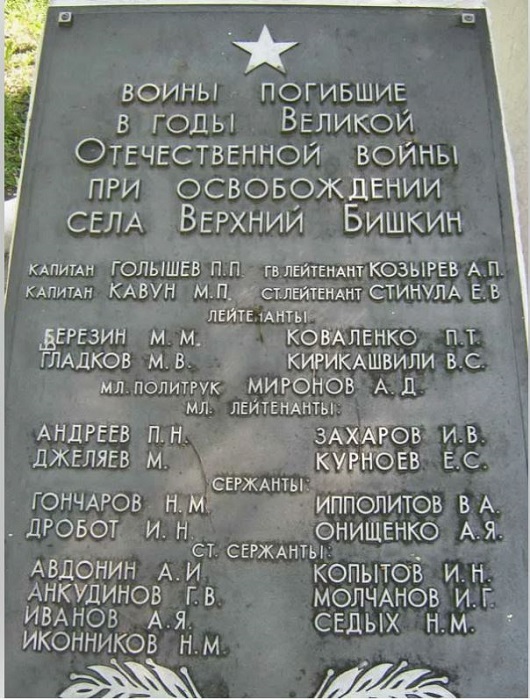 ВОИНЫ ПОГИБШИЕ
В ГОДЫ ВЕЛИКОЙ
ОТЕЧЕСТВЕННОЙ ВОЙНЫ
ПРИ ОСВОБОЖДЕНИИ
СЕЛА ВЕРХНИЙ БИШКИН
КАПИТАН ГОЛЫШЕВ П.П. ГВ ЛЕЙТЕНАНТ КОЗЫРЕВ А.П.
КАПИТАН КАВУН М.П. СТ.ЛЕЙТЕНАНТ СТИНУЛА Е.В
ЛЕЙТЕНАНТЫ
БЕРЕЗИН М.М. КОВАЛЕНКО П.Т.
ГЛАДКОВ М.В. КИРИКАШВИЛИ В.С.
МЛ.ПОЛИТРУК МИРОНОВ А.Д
МЛ. ЛЕЙТЕНАНТЫ:
АНДРЕЕВ П.Н. ЗАХАРОВ И.В.
ДЖЕЛЯЕВ М. КУРНОЕВ Е.С.
СЕРЖАНТЫ:
ГОНЧАРОВ Н.М. ИППОЛИТОВ В А.
ДРОБОТ И.Н. ОНИЩЕНКО А.Я.
СТ. СЕРЖАНТЫ:
АВДОНИН А.И. КОПЫТОВ И.Н.
АНКУДИНОВ Г.В. МОЛЧАНОВ И.Г.
ИВАНОВ А.Я. СЕДЫХ Н.М.
ИКОННИКОВ Н.М.